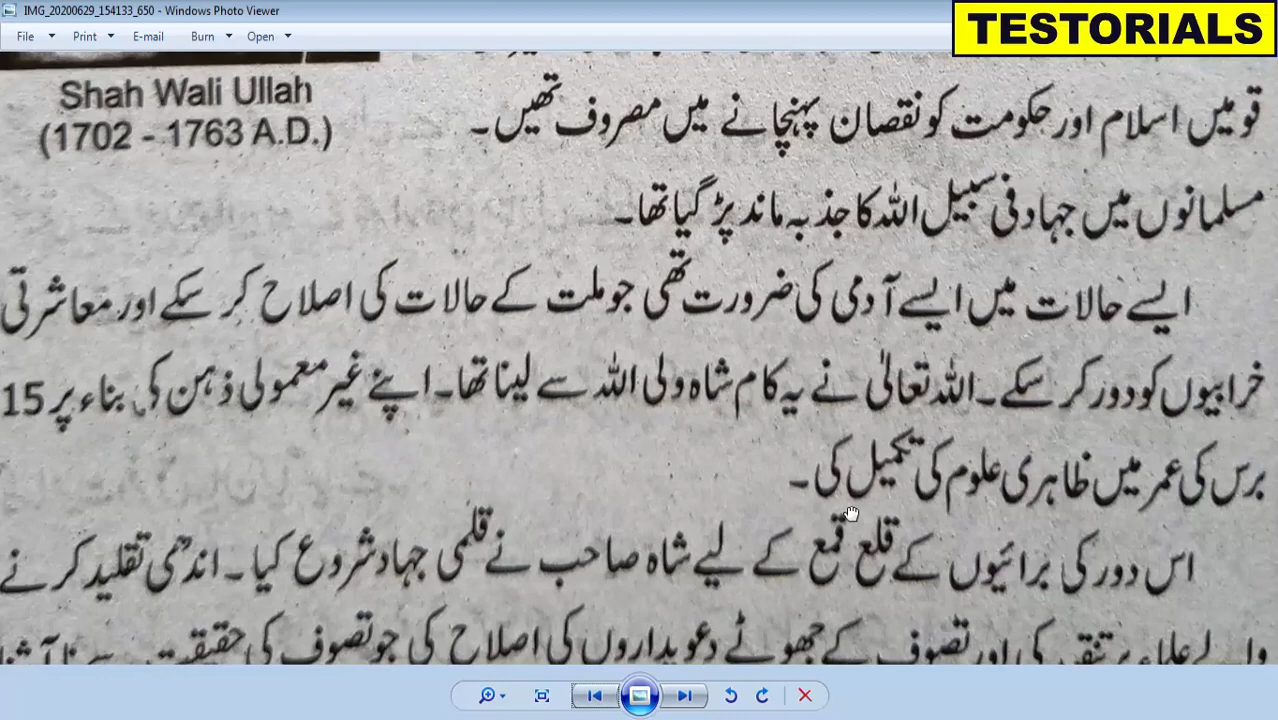 IMG_20200629_154133_650 - Windows Photo Viewer
File Print E-mail Burn Open
TESTORIALS
Shah Wali Ullah
(1702 - 1763 A.D.)
قومیں اسلام اور حکومت کو نقصان پہنچانے میں مصروف تھیں۔
مسلمانوں میں جہاد فی سبیل اللہ کا جذبہ ماند پڑ گیا تھا۔
ایسے حالات میں ایسے آدمی کی ضرورت تھی جو ملت کے حالات کی اصلاح کر سکے اور معاشرتی
خرابیوں کو دور کر سکے۔ اللہ تعالیٰ نے یہ کام شاہ ولی اللہ سے لینا تھا۔ اپنے غیر معمولی ذہن کی بناء پر 15
برس کی عمر میں ظاہری علوم کی تکمیل کی۔
اس دور کی برائیوں کے قلع قمع کے لیے شاہ صاحب نے قلمی جہاد شروع کیا۔ اندھی تقلید کرنے
والے علماء پر تنقید کی اور تصوف کے جھوٹے دعویداروں کی اصلاح کی جو تصوف کی حقیقت سے